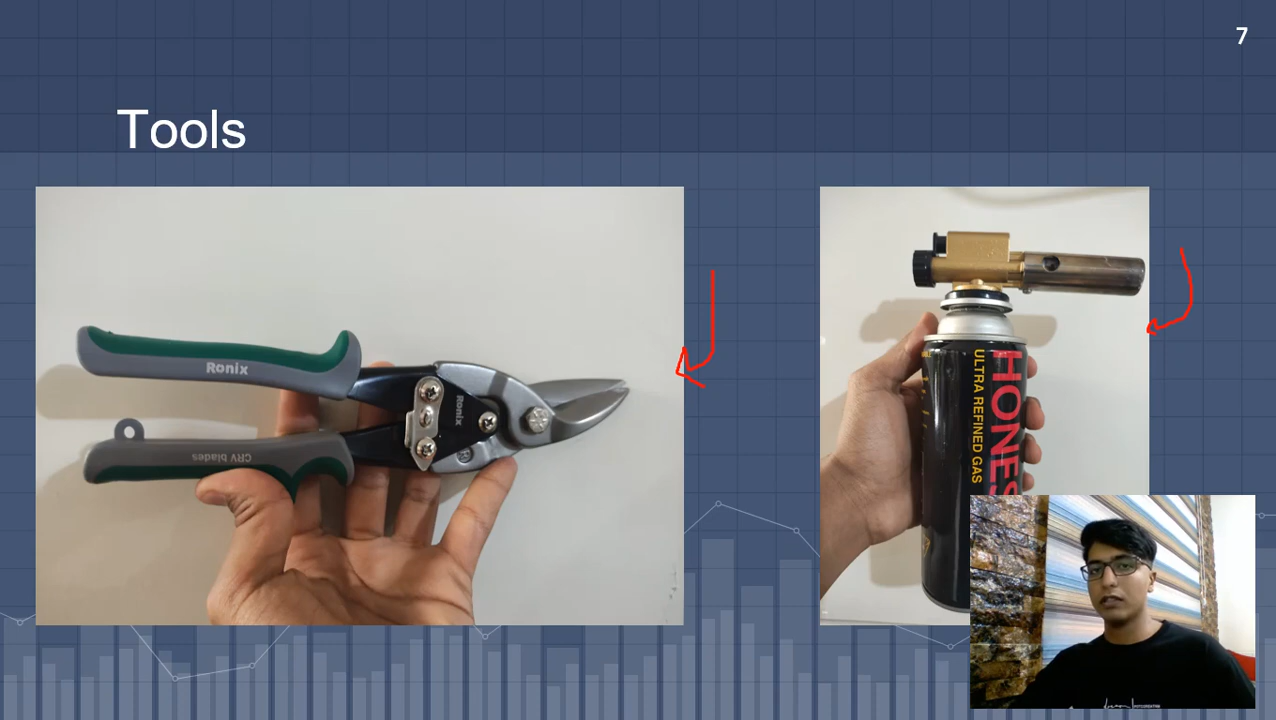 7
Tools
Ronix
Ronix
CRV blades
HONES
ULTRA REFINED GAS